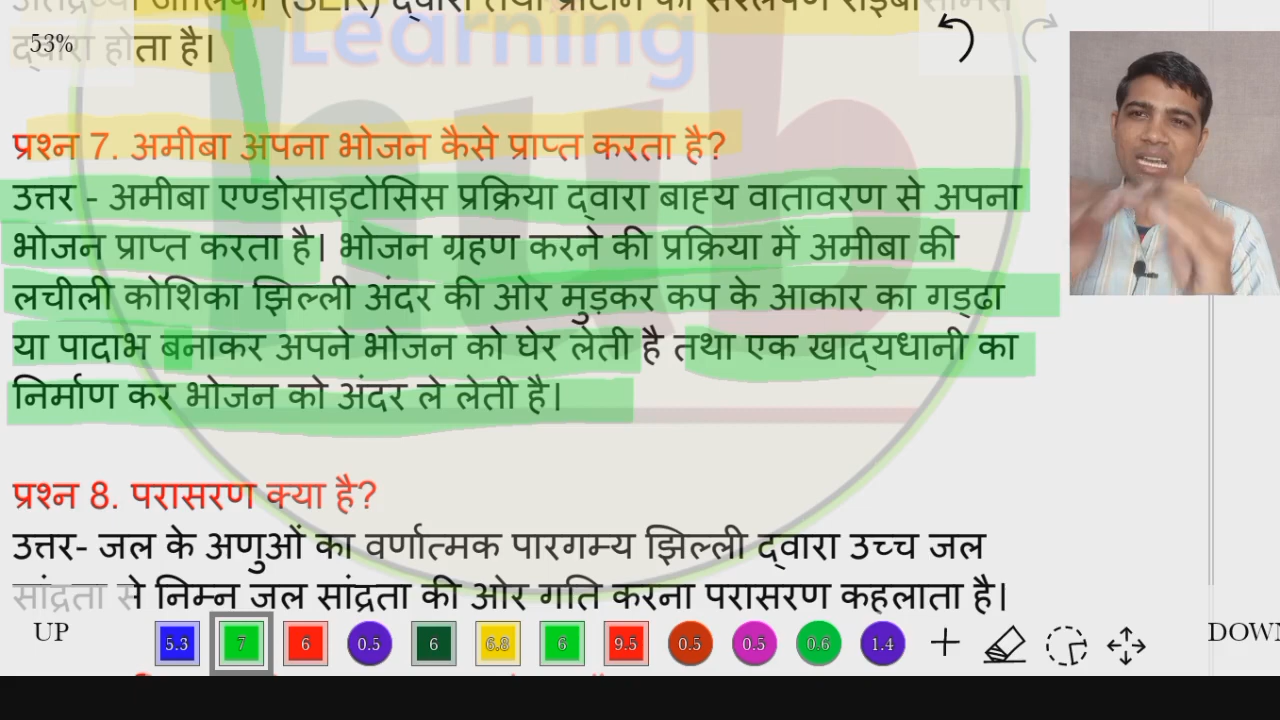 53%
द्वारा होता है।
Learning
hub
प्रश्न 7. अमीबा अपना भोजन कैसे प्राप्त करता है?
उत्तर - अमीबा एण्डोसाइटोसिस प्रक्रिया द्वारा बाह्य वातावरण से अपना
भोजन प्राप्त करता है। भोजन ग्रहण करने की प्रक्रिया में अमीबा की
लचीली कोशिका झिल्ली अंदर की ओर मुड़कर कप के आकार का गड्ढा
या पादाभ बनाकर अपने भोजन को घेर लेती है तथा एक खाद्यधानी का
निर्माण कर भोजन को अंदर ले लेती है।
प्रश्न 8. परासरण क्या है?
उत्तर- जल के अणुओं का वर्णात्मक पारगम्य झिल्ली द्वारा उच्च जल
सांद्रता से निम्न जल सांद्रता की ओर गति करना परासरण कहलाता है।
UP 5.3 7 6 0.5 6 6.8 6 9.5 0.5 0.5 0.6 1.4 DOWN